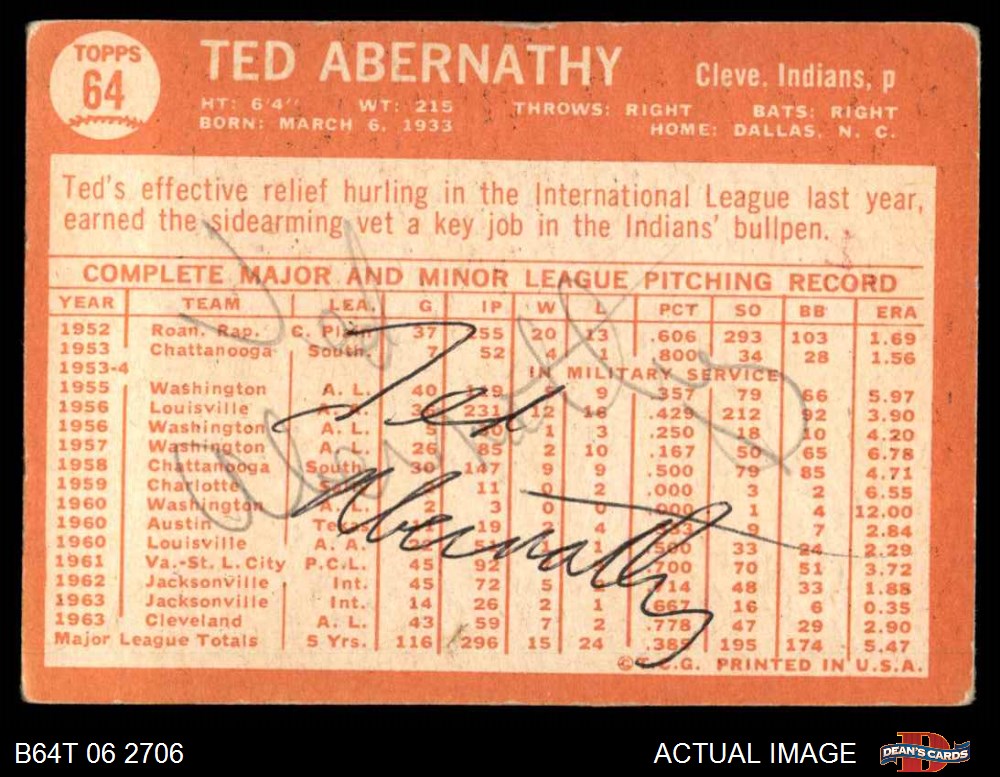 TOPPS
64
TED ABERNATHY
Cleve. Indians, p
HT: 6'4" WT: 215 THROWS: RIGHT BATS: RIGHT
BORN: MARCH 6, 1933 HOME: DALLAS, N. C.
Ted's effective relief hurling in the International League last year,
earned the sidearming vet a key job in the Indians' bullpen.
COMPLETE MAJOR AND MINOR LEAGUE PITCHING RECORD
YEAR TEAM LEA. G IP W L PCT SO BB ERA
1952 Roan. Rap. C. Plain 37 255 20 13 .606 293 103 1.69
1953 Chattanooga South. 7 52 4 1 .800 34 28 1.56
1953-4 IN MILITARY SERVICE
1955 Washington A. L. 40 119 5 9 .357 79 66 5.97
1956 Louisville A. 231 12 16 .429 212 92 3.90
1956 Washington A. L. 1 3 .250 18 10 4.20
1957 Washington A. L. 26 85 2 10 .167 50 65 6.78
1958 Chattanooga South. 30 147 9 9 .500 79 85 4.71
1959 Charlotte 11 0 2 .000 3 2 6.55
1960 Washington A. L. 2 3 0 0 .000 1 4 12.00
1960 Austin 19 4 9 7 2.84
1960 Louisville A. A. 22 1 .500 33 24 2.29
1961 Va.-St. L. City P.C.L. 45 92 .700 70 51 3.72
1962 Jacksonville Int. 45 72 5 .714 48 33 1.88
1963 Jacksonville Int. 14 26 2 1 .667 16 6 0.35
1963 Cleveland A. L. 43 59 7 2 .778 47 29 2.90
Major League Totals 5 Yrs. 116 296 15 24 .385 195 174 5.47
© T.C.G. PRINTED IN U.S.A.
Ted
Abernathy
Ted
Abernathy
B64T 06 2706
ACTUAL IMAGE
DEAN'S CARDS